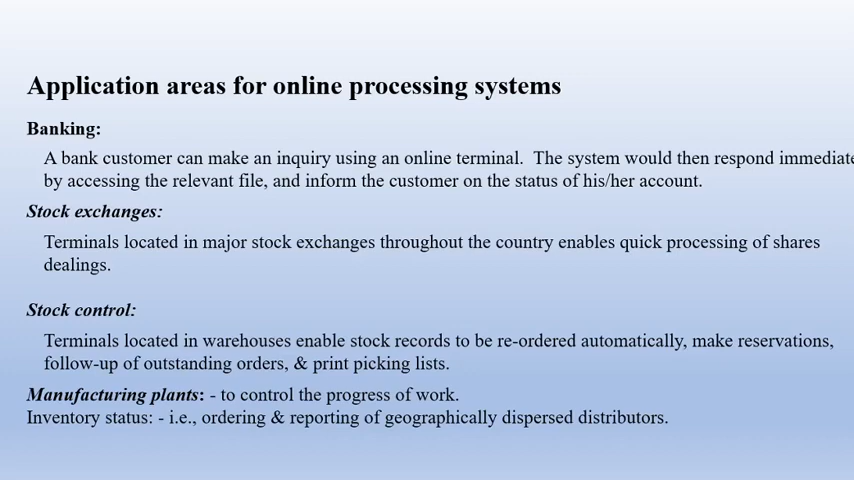 Application areas for online processing systems
Banking:
A bank customer can make an inquiry using an online terminal. The system would then respond immediate
by accessing the relevant file, and inform the customer on the status of his/her account.
Stock exchanges:
Terminals located in major stock exchanges throughout the country enables quick processing of shares
dealings.
Stock control:
Terminals located in warehouses enable stock records to be re-ordered automatically, make reservations,
follow-up of outstanding orders, & print picking lists.
Manufacturing plants: - to control the progress of work.
Inventory status: - i.e., ordering & reporting of geographically dispersed distributors.